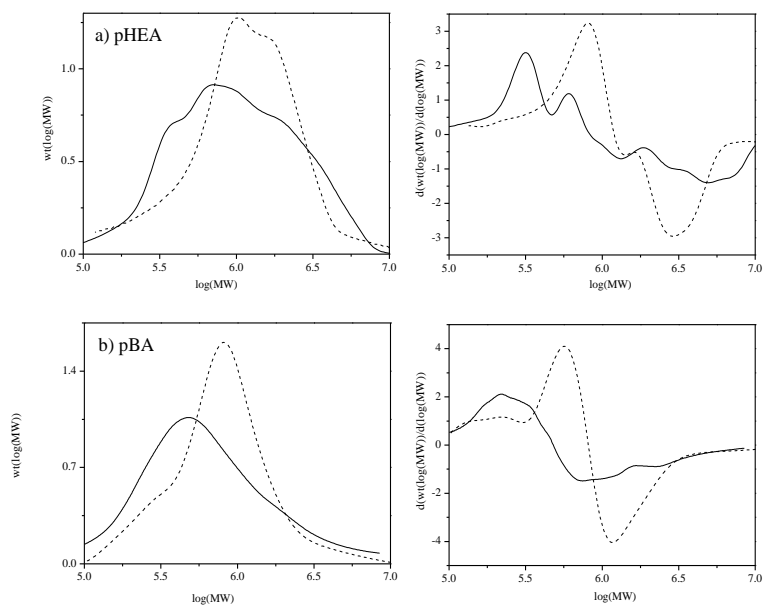 a) pHEA
wt(log(MW))
1.0
0.5
0.0
5.0 5.5 6.0 6.5 7.0
log(MW)
d(wt(log(MW))/d(log(MW))
3
2
1
0
-1
-2
-3
5.0 5.5 6.0 6.5 7.0
log(MW)
b) pBA
wt(log(MW))
1.4
0.7
0.0
5.0 5.5 6.0 6.5 7.0
log(MW)
d(wt(log(MW))/d(log(MW))
4
2
0
-2
-4
5.0 5.5 6.0 6.5 7.0
log(MW)